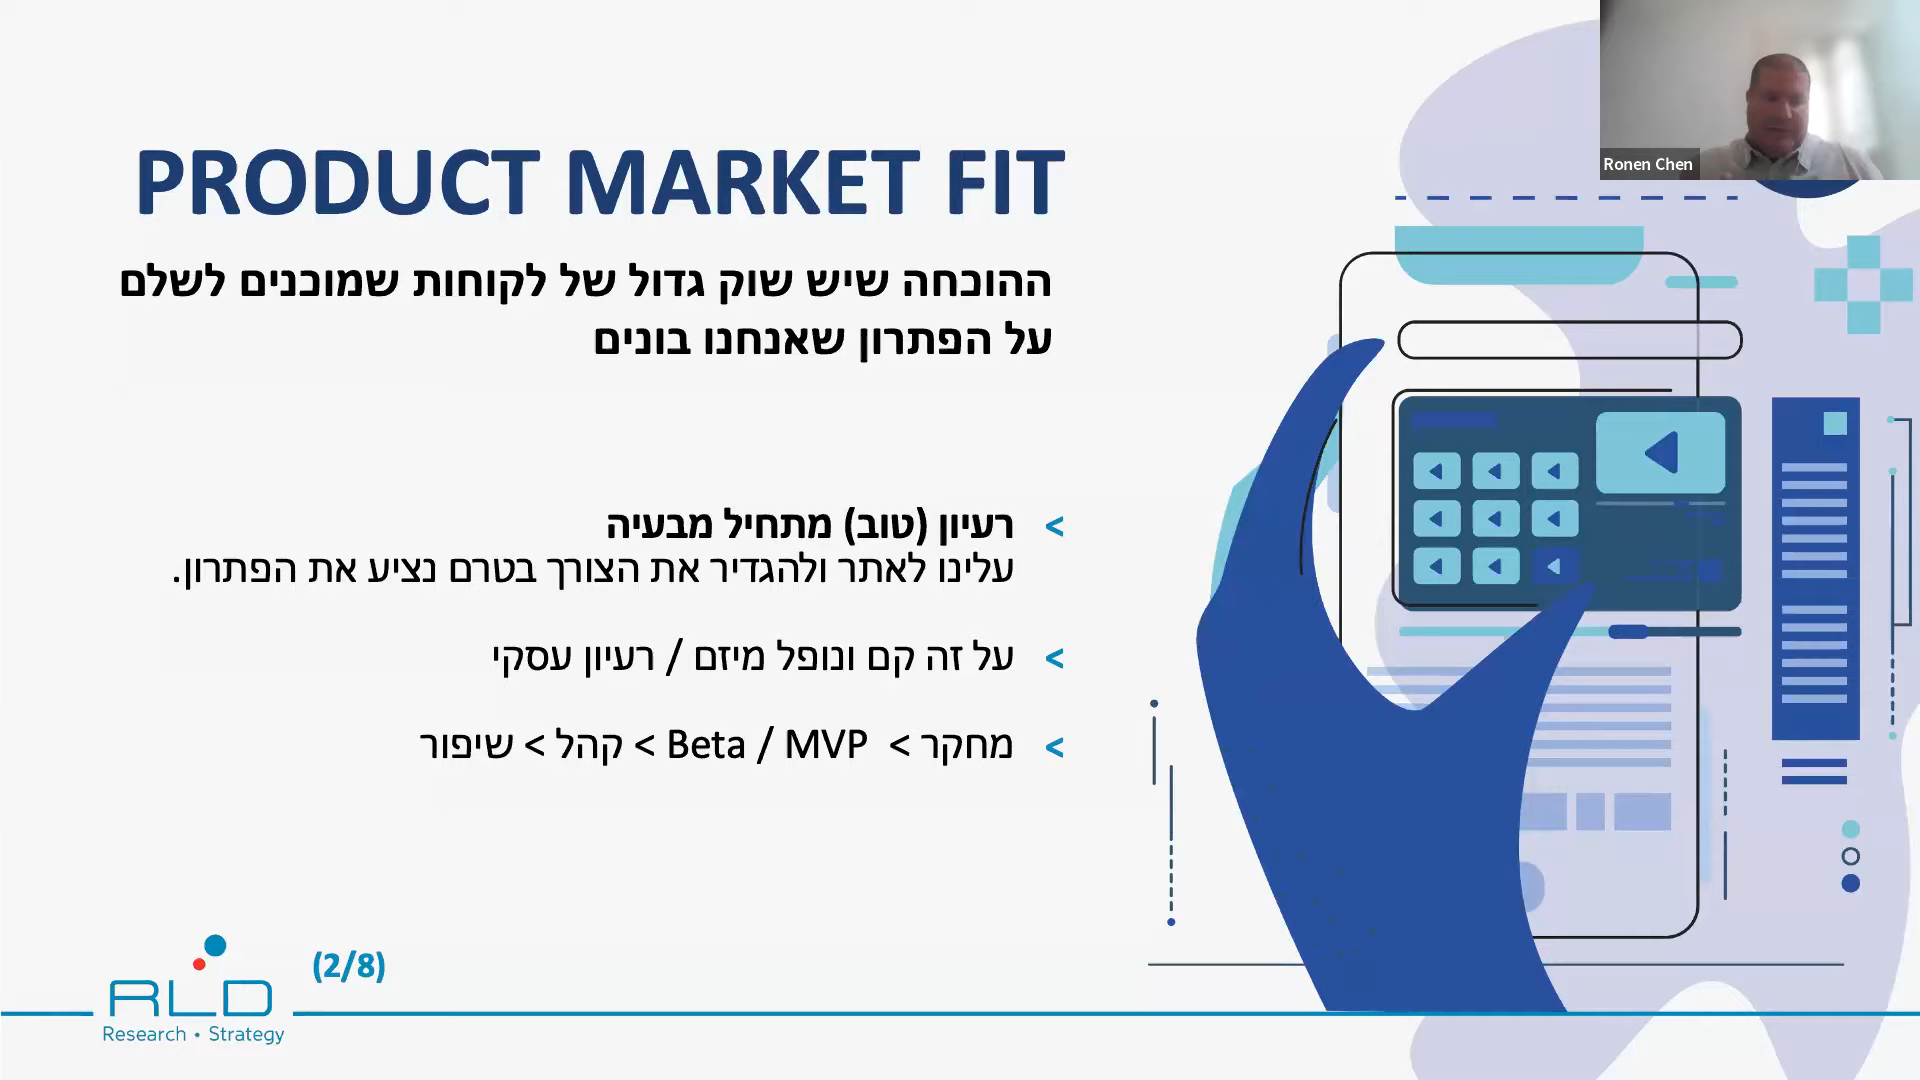 Ronen Chen
PRODUCT MARKET FIT
ההוכחה שיש שוק גדול של לקוחות שמוכנים לשלם
על הפתרון שאנחנו בונים
> רעיון (טוב) מתחיל מבעיה
עלינו לאתר ולהגדיר את הצורך בטרם נציע את הפתרון.
> על זה קם ונופל מיזם / רעיון עסקי
> מחקר > Beta / MVP > קהל > שיפור
(2/8)
RLD
Research • Strategy